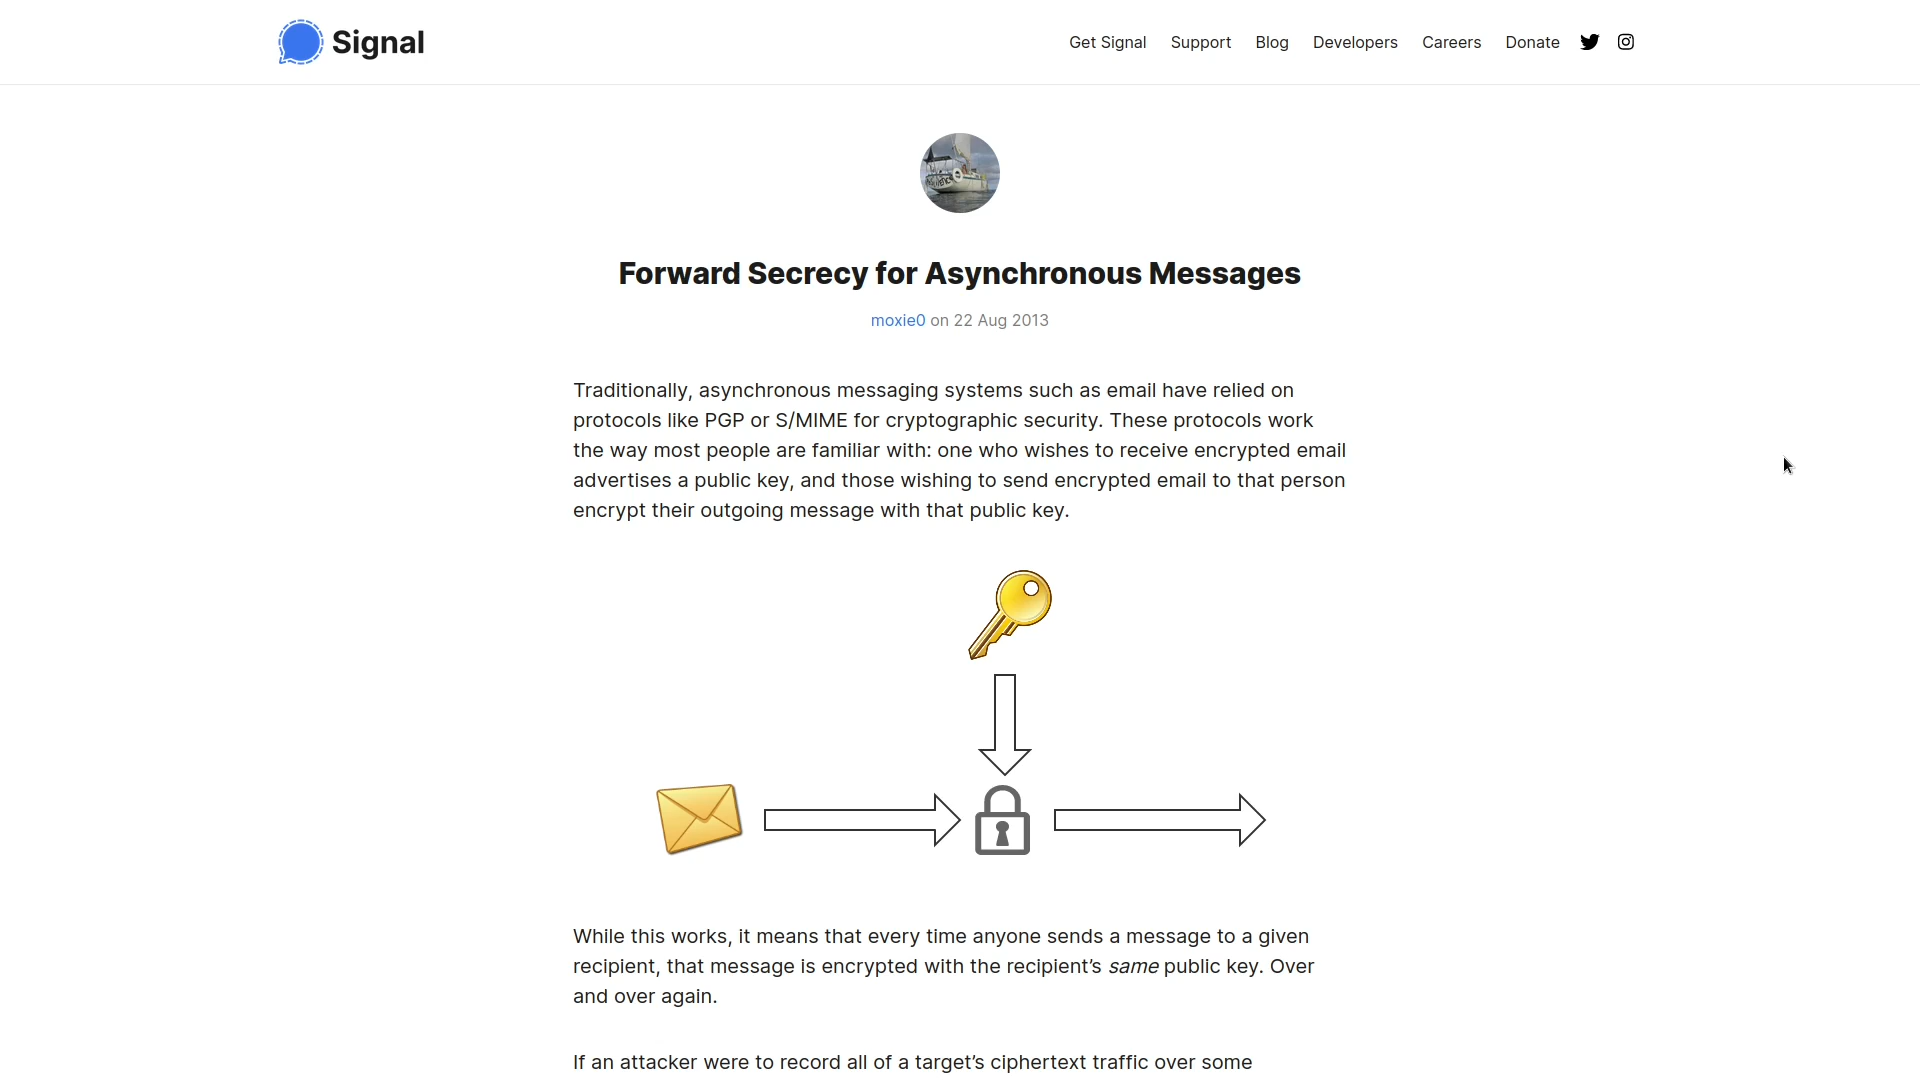 Signal
Get Signal Support Blog Developers Careers Donate
Forward Secrecy for Asynchronous Messages
moxie0 on 22 Aug 2013
Traditionally, asynchronous messaging systems such as email have relied on
protocols like PGP or S/MIME for cryptographic security. These protocols work
the way most people are familiar with: one who wishes to receive encrypted email
advertises a public key, and those wishing to send encrypted email to that person
encrypt their outgoing message with that public key.
While this works, it means that every time anyone sends a message to a given
recipient, that message is encrypted with the recipient’s same public key. Over
and over again.
If an attacker were to record all of a target’s ciphertext traffic over some